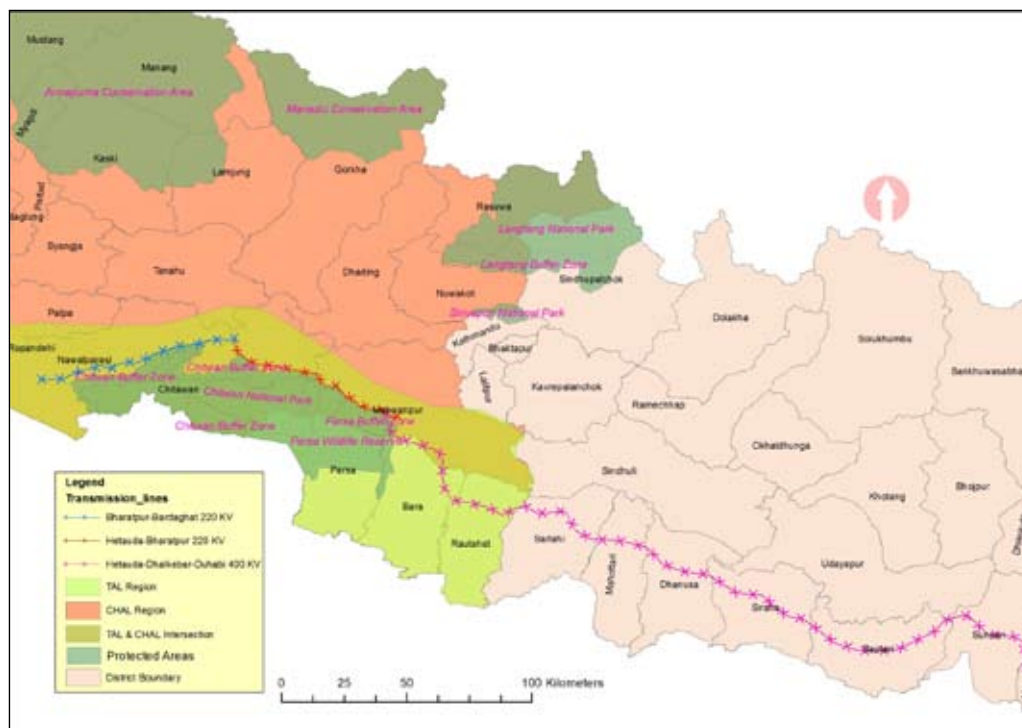 Mustang
Manang
Annapurna Conservation Area
Manaslu Conservation Area
Myagdi
Kaski
Lamjung
Gorkha
Parbat
Baglung
Rasuwa
Langtang National Park
Syangja
Langtang Buffer Zone
Sindhupalchok
Tanahu
Dhading
Nuwakot
Shivapuri National Park
Dolakha
Palpa
Solukhumbu
Kathmandu
Rupandehi
Bhaktapur
Nawalparasi
Chitwan Buffer Zone
Sankhuwasabha
Chitwan Buffer Zone
Chitawan
Lalitpur
Kavrepalanchok
Chitwan National Park
Ramechhap
Makwanpur
Chitwan Buffer Zone
Parsa Buffer Zone
Okhaldhunga
Parsa Wildlife Reserve
Parsa
Sindhuli
Khotang
Bhojpur
Legend
Transmission_lines
Bharatpur-Bardaghat 220 KV
Hetauda-Bharatpur 220 KV
Hetauda-Dhalkebar-Duhabi 400 KV
TAL Region
CHAL Region
TAL & CHAL Intersection
Protected Areas
District Boundary
Bara
Rautahat
Sarlahi
Mahottari
Dhanusa
Udayapur
Siraha
Saptari
Sunsari
0 25 50 100 Kilometers